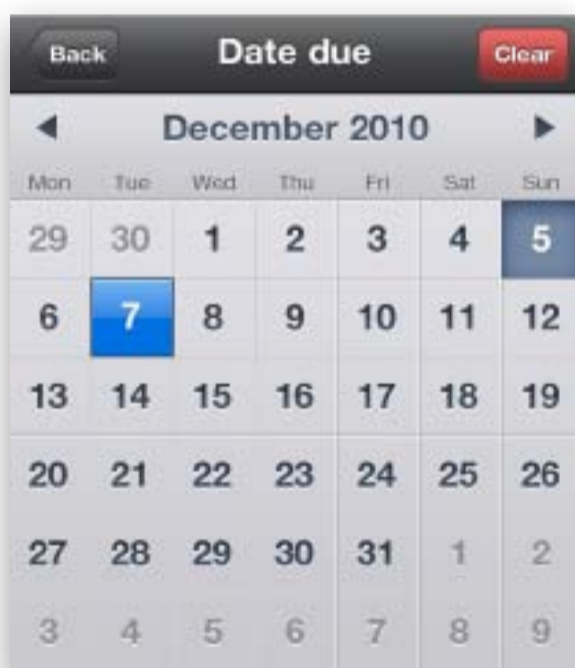 Back Date due Clear
December 2010
Mon Tue Wed Thu Fri Sat Sun
29 30 1 2 3 4 5
6 7 8 9 10 11 12
13 14 15 16 17 18 19
20 21 22 23 24 25 26
27 28 29 30 31 1 2
3 4 5 6 7 8 9